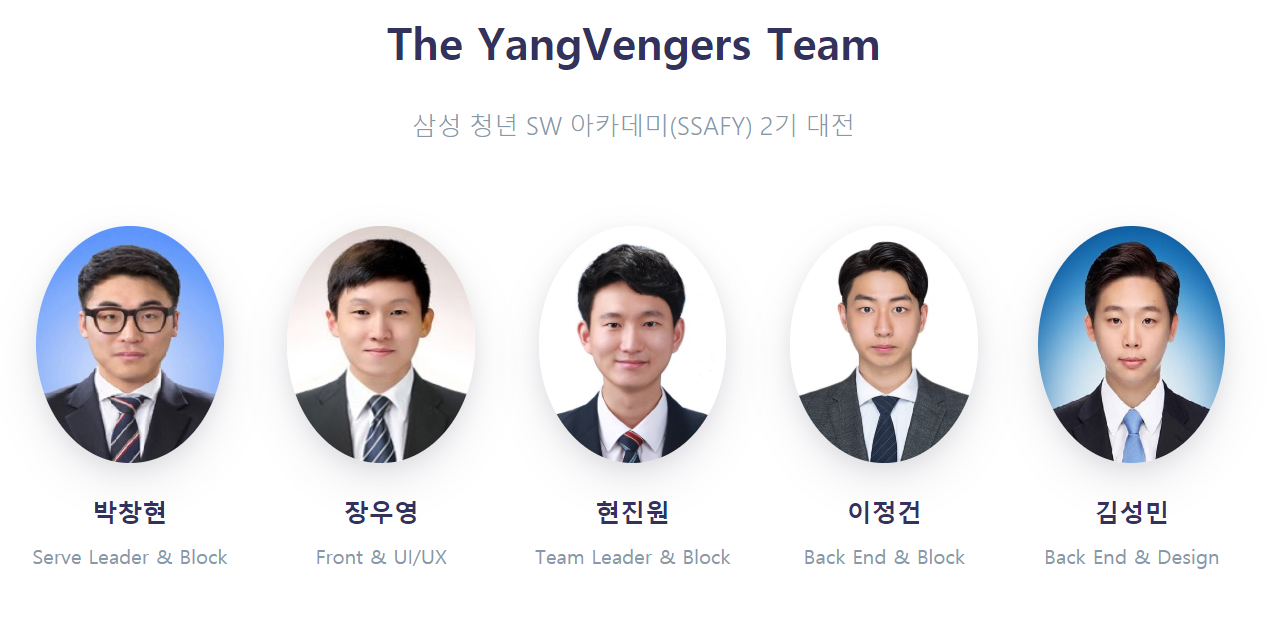 The YangVengers Team
삼성 청년 SW 아카데미(SSAFY) 2기 대전
박창현 장우영 현진원 이정건 김성민
Serve Leader & Block Front & UI/UX Team Leader & Block Back End & Block Back End & Design